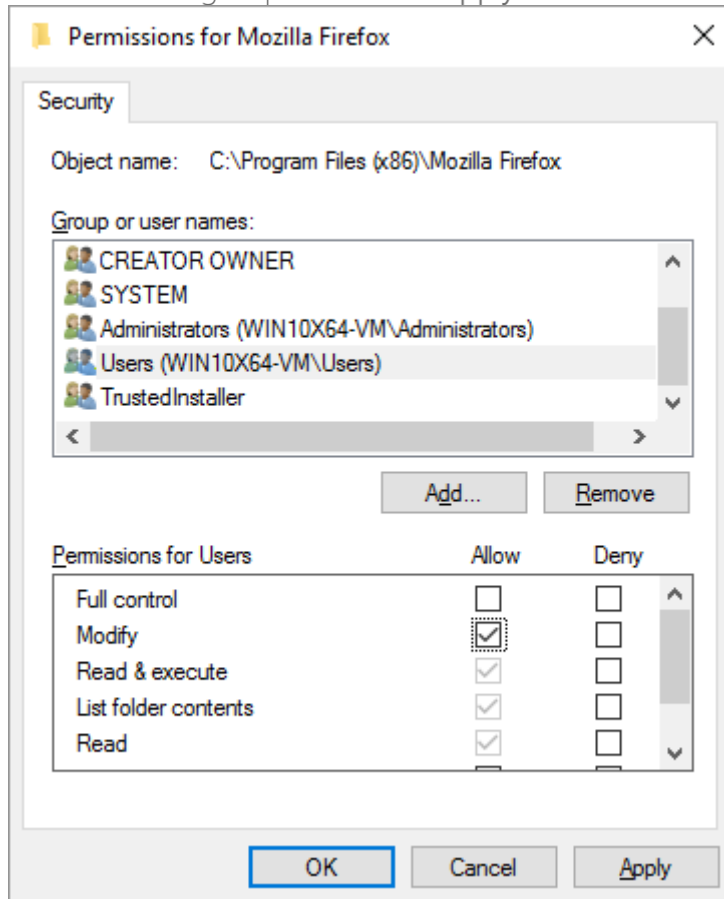 Permissions for Mozilla Firefox
Security
Object name: C:\Program Files (x86)\Mozilla Firefox
Group or user names:
CREATOR OWNER
SYSTEM
Administrators (WIN10X64-VM\Administrators)
Users (WIN10X64-VM\Users)
TrustedInstaller
Add... Remove
Permissions for Users Allow Deny
Full control
Modify
Read & execute
List folder contents
Read
OK Cancel Apply